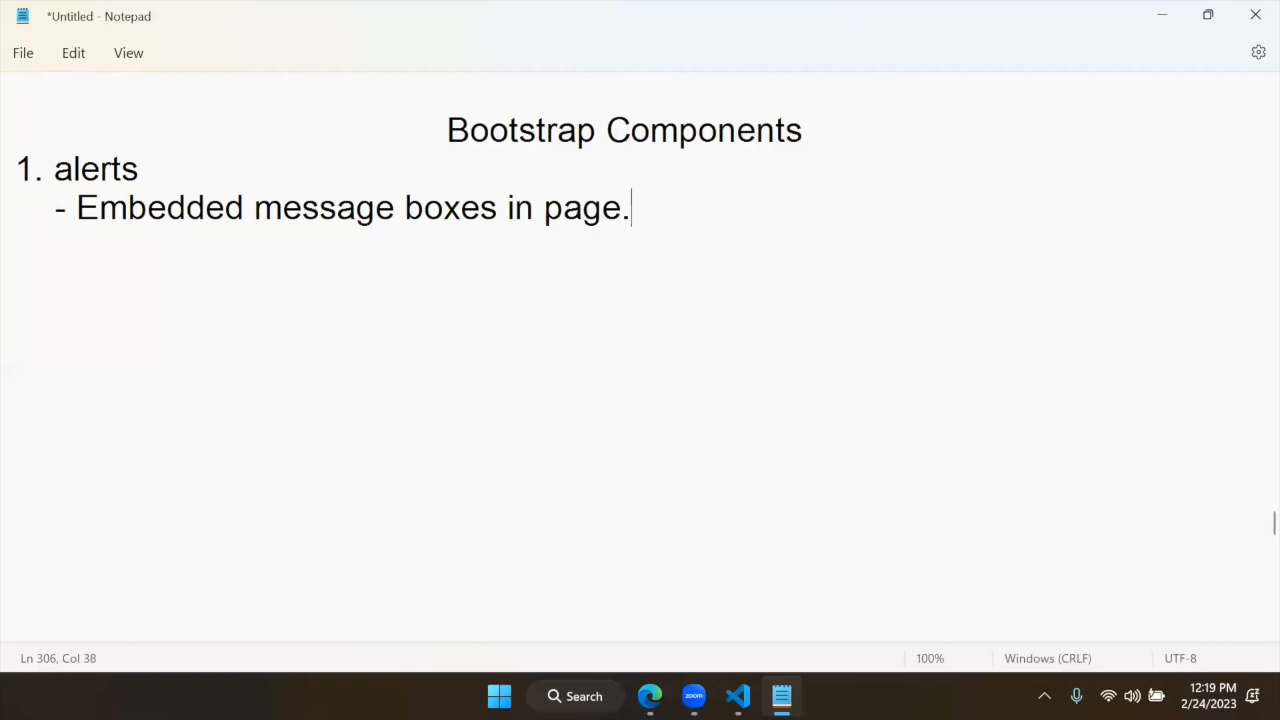 *Untitled - Notepad
File Edit View
Bootstrap Components
1. alerts
- Embedded message boxes in page.
Ln 306, Col 38 100% Windows (CRLF) UTF-8
Search zoom 12:19 PM
2/24/2023